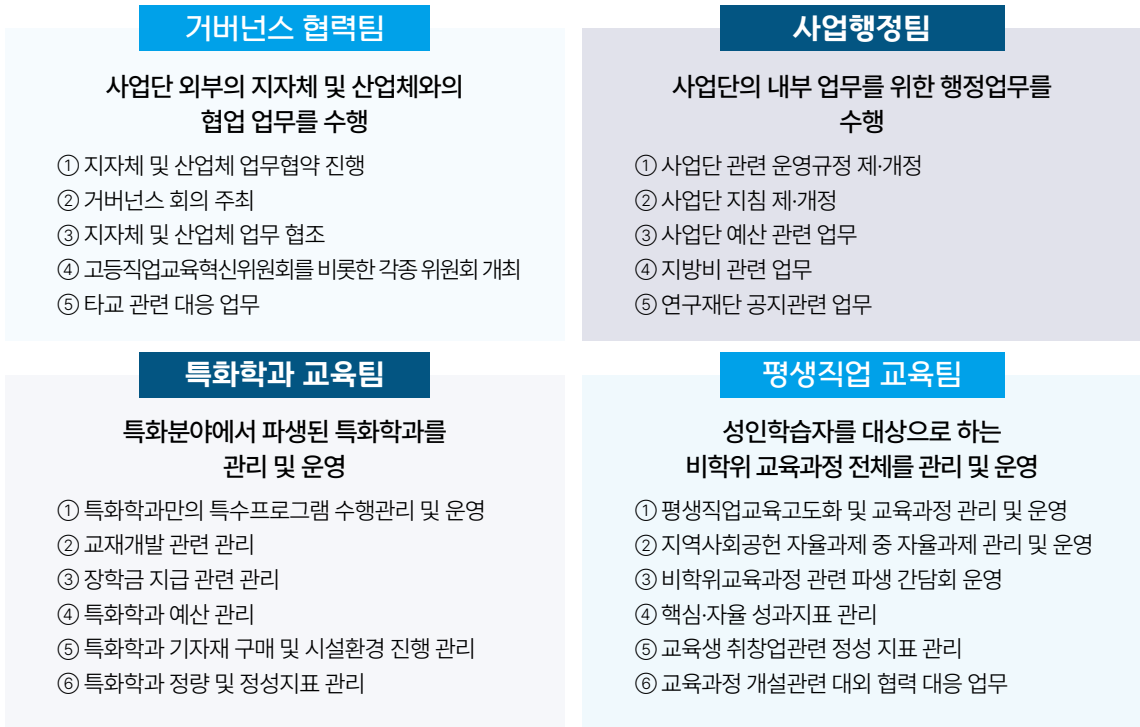 거버넌스 협력팀
사업단 외부의 지자체 및 산업체와의
협업 업무를 수행
① 지자체 및 산업체 업무협약 진행
② 거버넌스 회의 주최
③ 지자체 및 산업체 업무 협조
④ 고등직업교육혁신위원회를 비롯한 각종 위원회 개최
⑤ 타교 관련 대응 업무
사업행정팀
사업단의 내부 업무를 위한 행정업무를
수행
① 사업단 관련 운영규정 제·개정
② 사업단 지침 제·개정
③ 사업단 예산 관련 업무
④ 지방비 관련 업무
⑤ 연구재단 공지관련 업무
특화학과 교육팀
특화분야에서 파생된 특화학과를
관리 및 운영
① 특화학과만의 특수프로그램 수행관리 및 운영
② 교재개발 관련 관리
③ 장학금 지급 관련 관리
④ 특화학과 예산 관리
⑤ 특화학과 기자재 구매 및 시설환경 진행 관리
⑥ 특화학과 정량 및 정성지표 관리
평생직업 교육팀
성인학습자를 대상으로 하는
비학위 교육과정 전체를 관리 및 운영
① 평생직업교육고도화 및 교육과정 관리 및 운영
② 지역사회공헌 자율과제 중 자율과제 관리 및 운영
③ 비학위교육과정 관련 파생 간담회 운영
④ 핵심·자율 성과지표 관리
⑤ 교육생 취창업관련 정성 지표 관리
⑥ 교육과정 개설관련 대외 협력 대응 업무